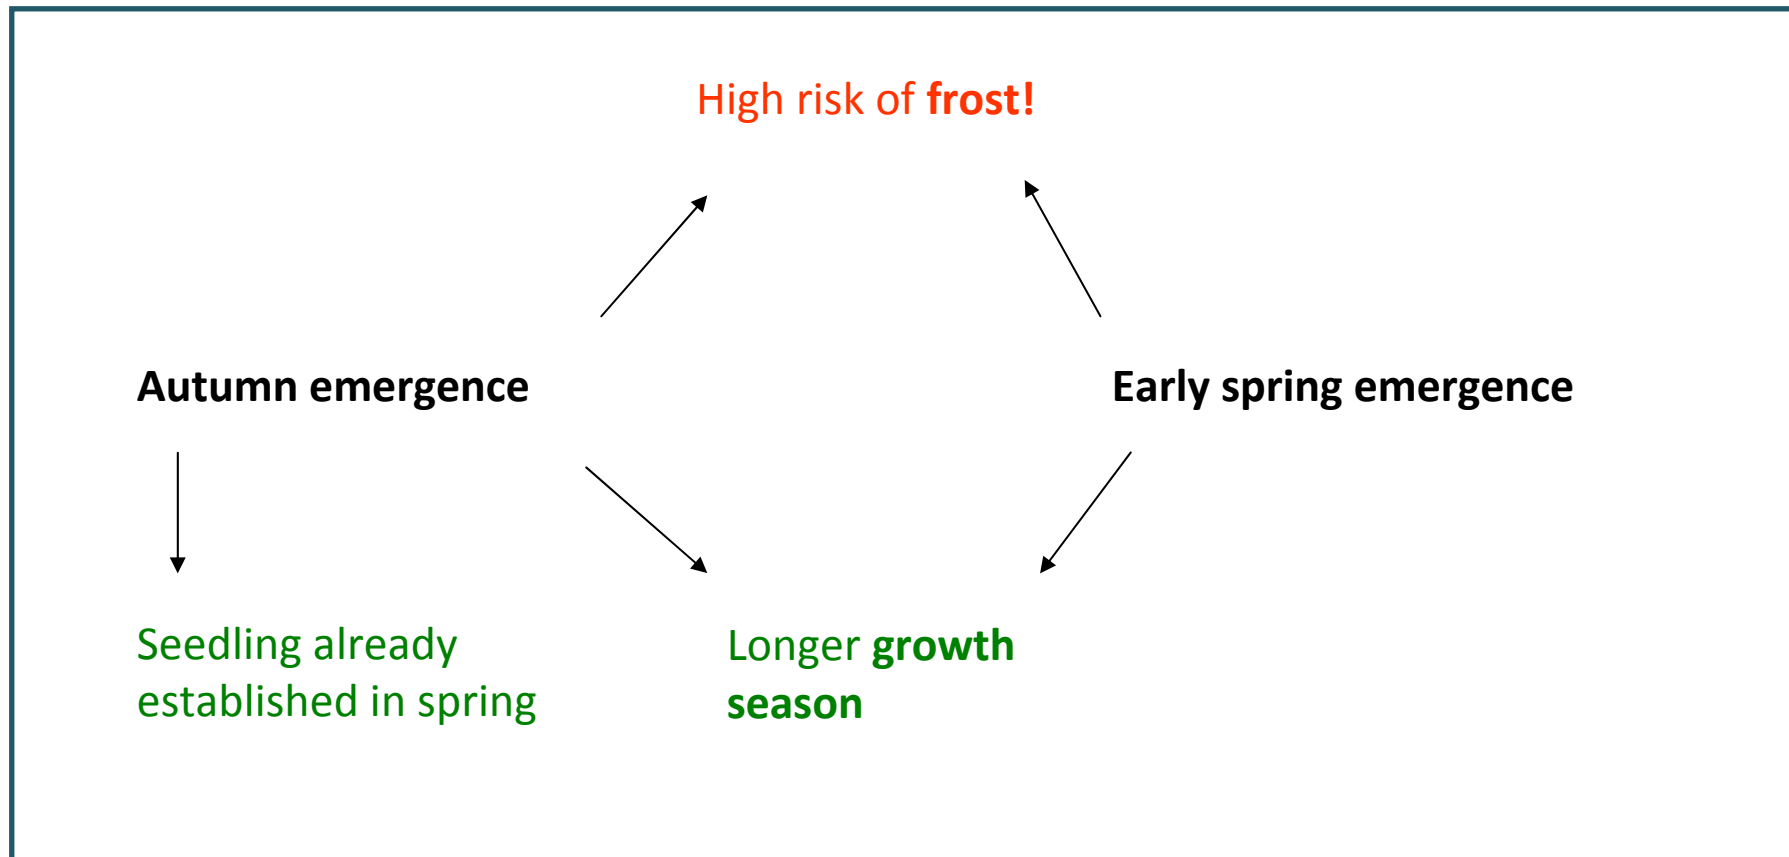 High risk of frost!
Autumn emergence
Early spring emergence
Seedling already
established in spring
Longer growth
season